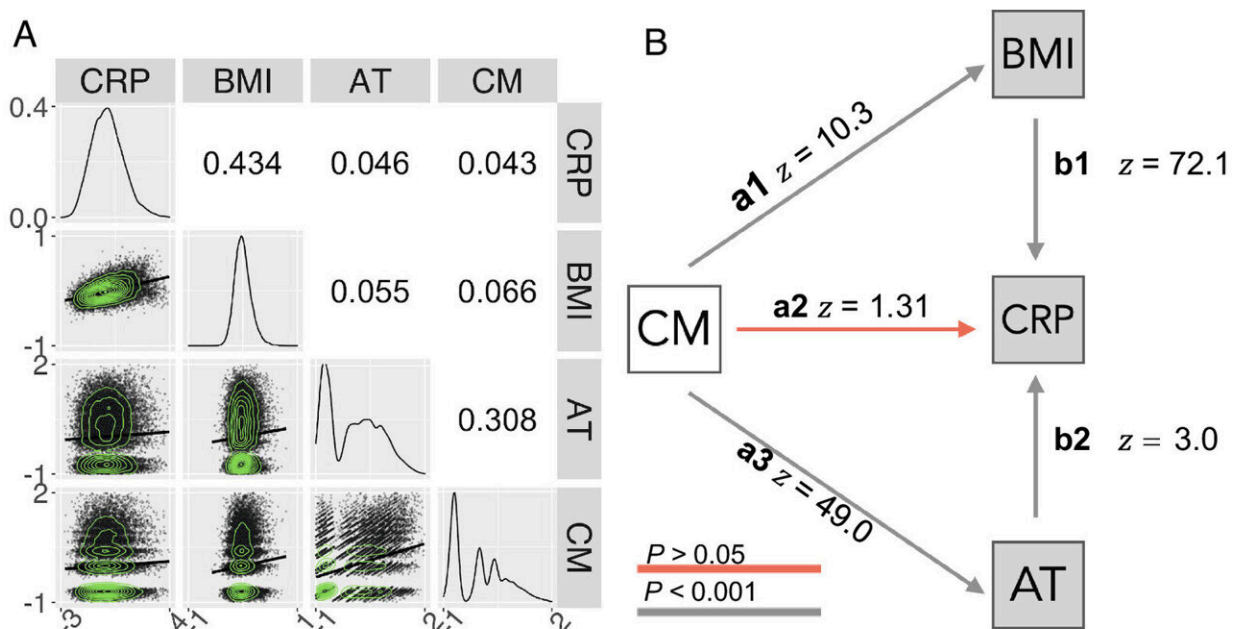 A
CRP BMI AT CM
0.4
0.434 0.046 0.043
CRP
0.0
1
0.055 0.066
BMI
-1
2
0.308
AT
-1
2
CM
-1
B
BMI
a1 z = 10.3
b1 z = 72.1
CM
a2 z = 1.31
CRP
a3 z = 49.0
b2 z = 3.0
P > 0.05
P < 0.001
AT